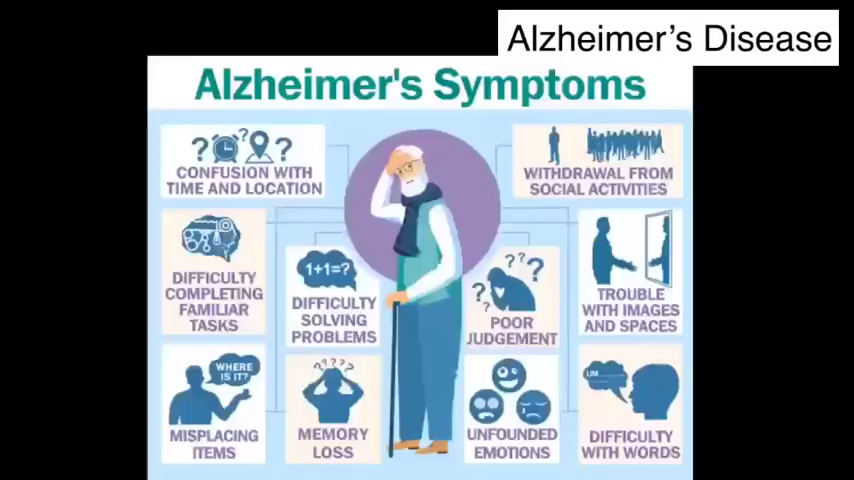 Alzheimer's Disease
Alzheimer's Symptoms
? ? ?
CONFUSION WITH
TIME AND LOCATION
WITHDRAWAL FROM
SOCIAL ACTIVITIES
DIFFICULTY
COMPLETING
FAMILIAR
TASKS
1+1=?
DIFFICULTY
SOLVING
PROBLEMS
????
POOR
JUDGEMENT
TROUBLE
WITH IMAGES
AND SPACES
WHERE
IS IT?
MISPLACING
ITEMS
????
MEMORY
LOSS
UNFOUNDED
EMOTIONS
UM
DIFFICULTY
WITH WORDS